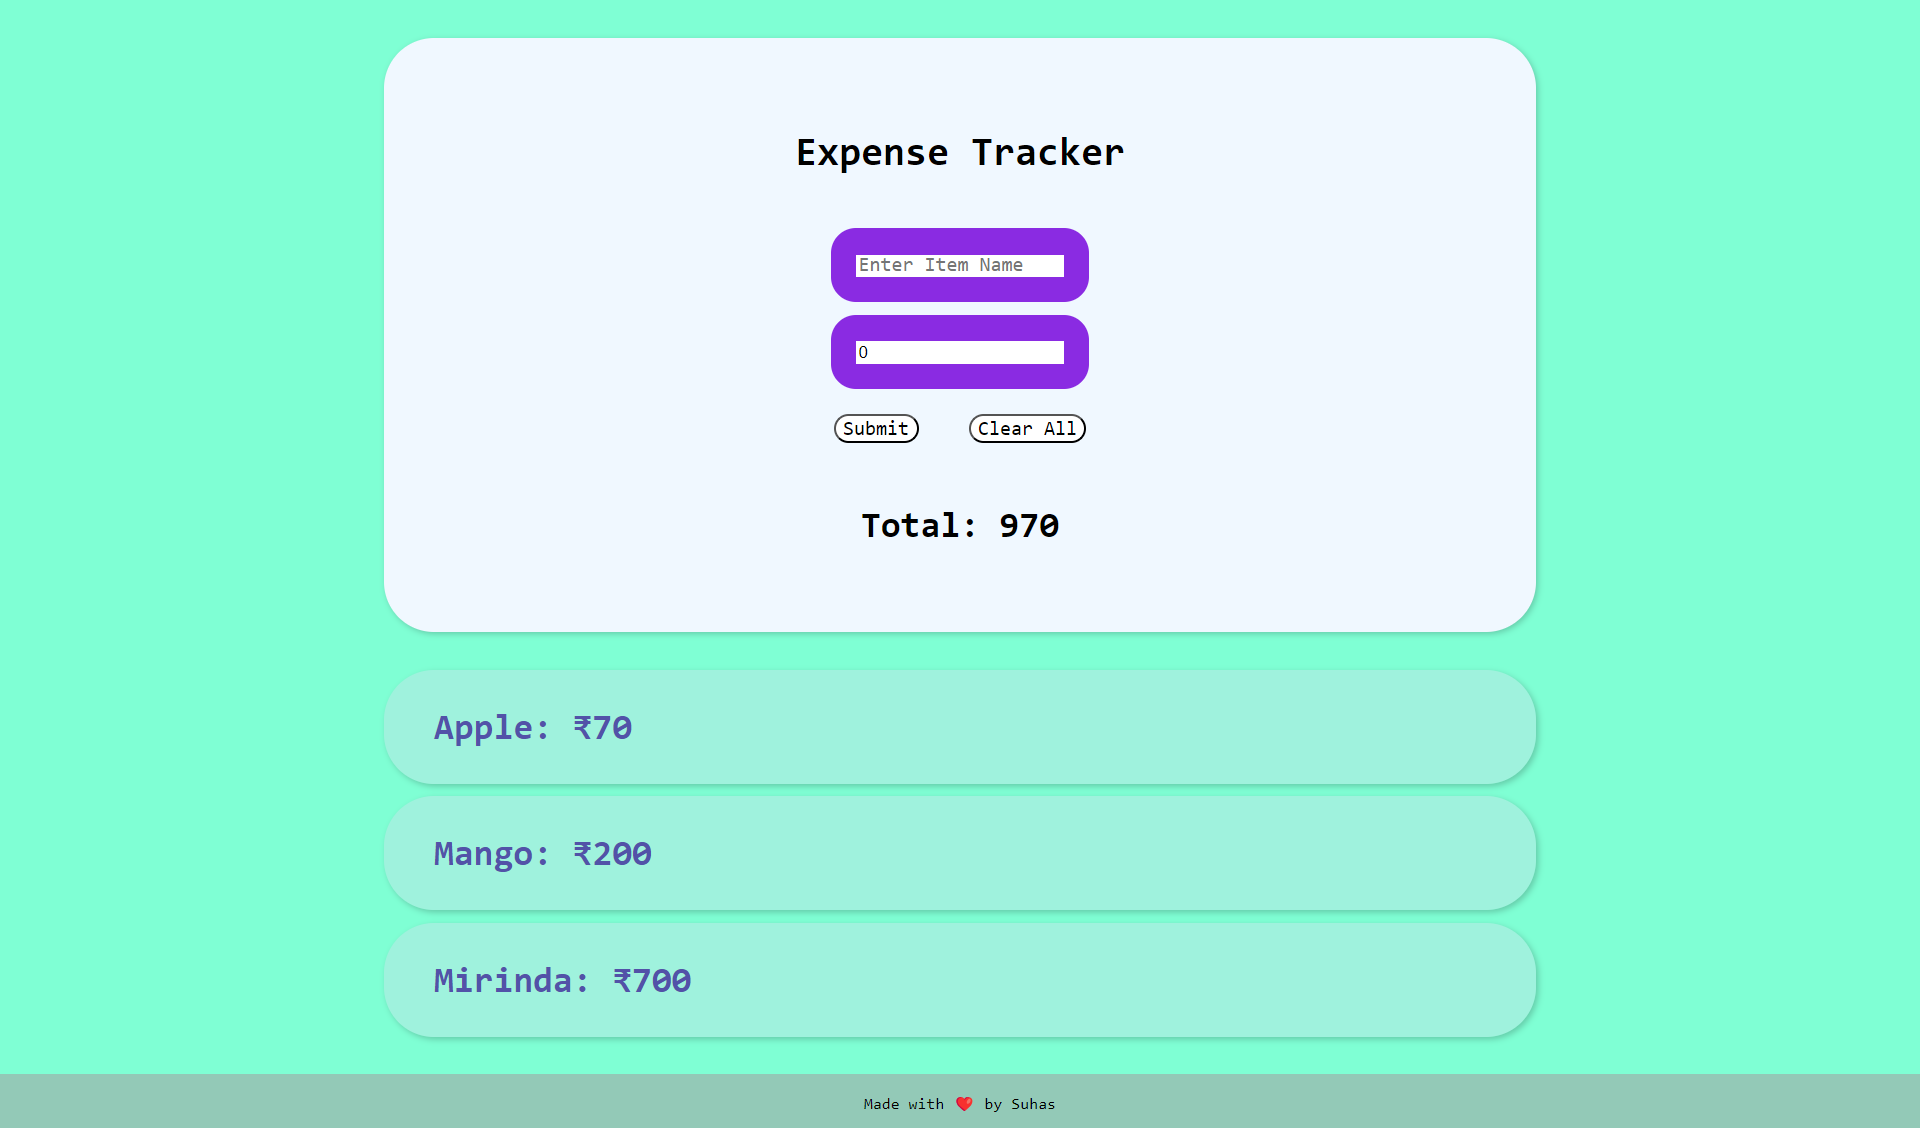 Expense Tracker
Enter Item Name
0
Submit Clear All
Total: 970
Apple: ₹70
Mango: ₹200
Mirinda: ₹700
Made with ❤️ by Suhas